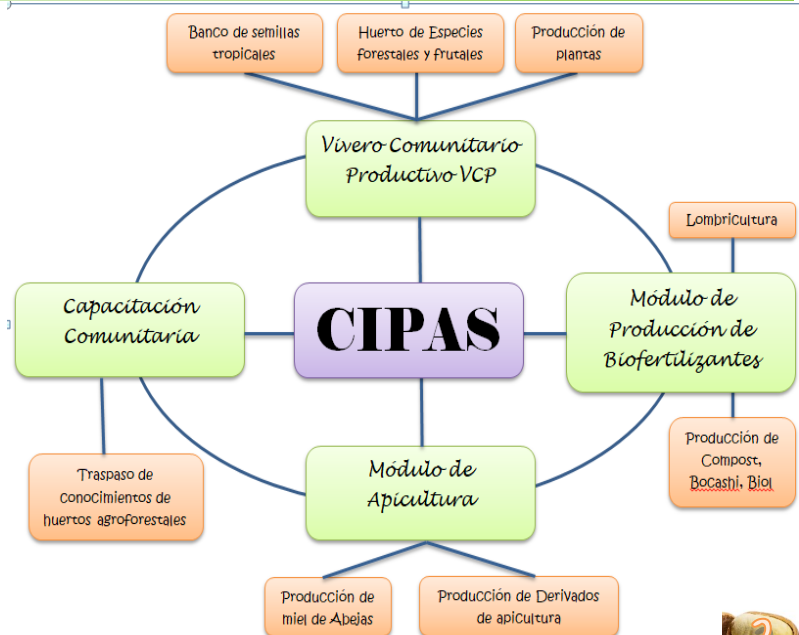 Banco de semillas
tropicales
Huerto de Especies
forestales y frutales
Producción de
plantas
Vivero Comunitario
Productivo VCP
Lombricultura
Capacitación
Comunitaria
CIPAS
Módulo de
Producción de
Biofertilizantes
Traspaso de
conocimientos de
huertos agroforestales
Módulo de
Apicultura
Producción de
Compost,
Bocashi, Biol
Producción de
miel de Abejas
Producción de Derivados
de apicultura